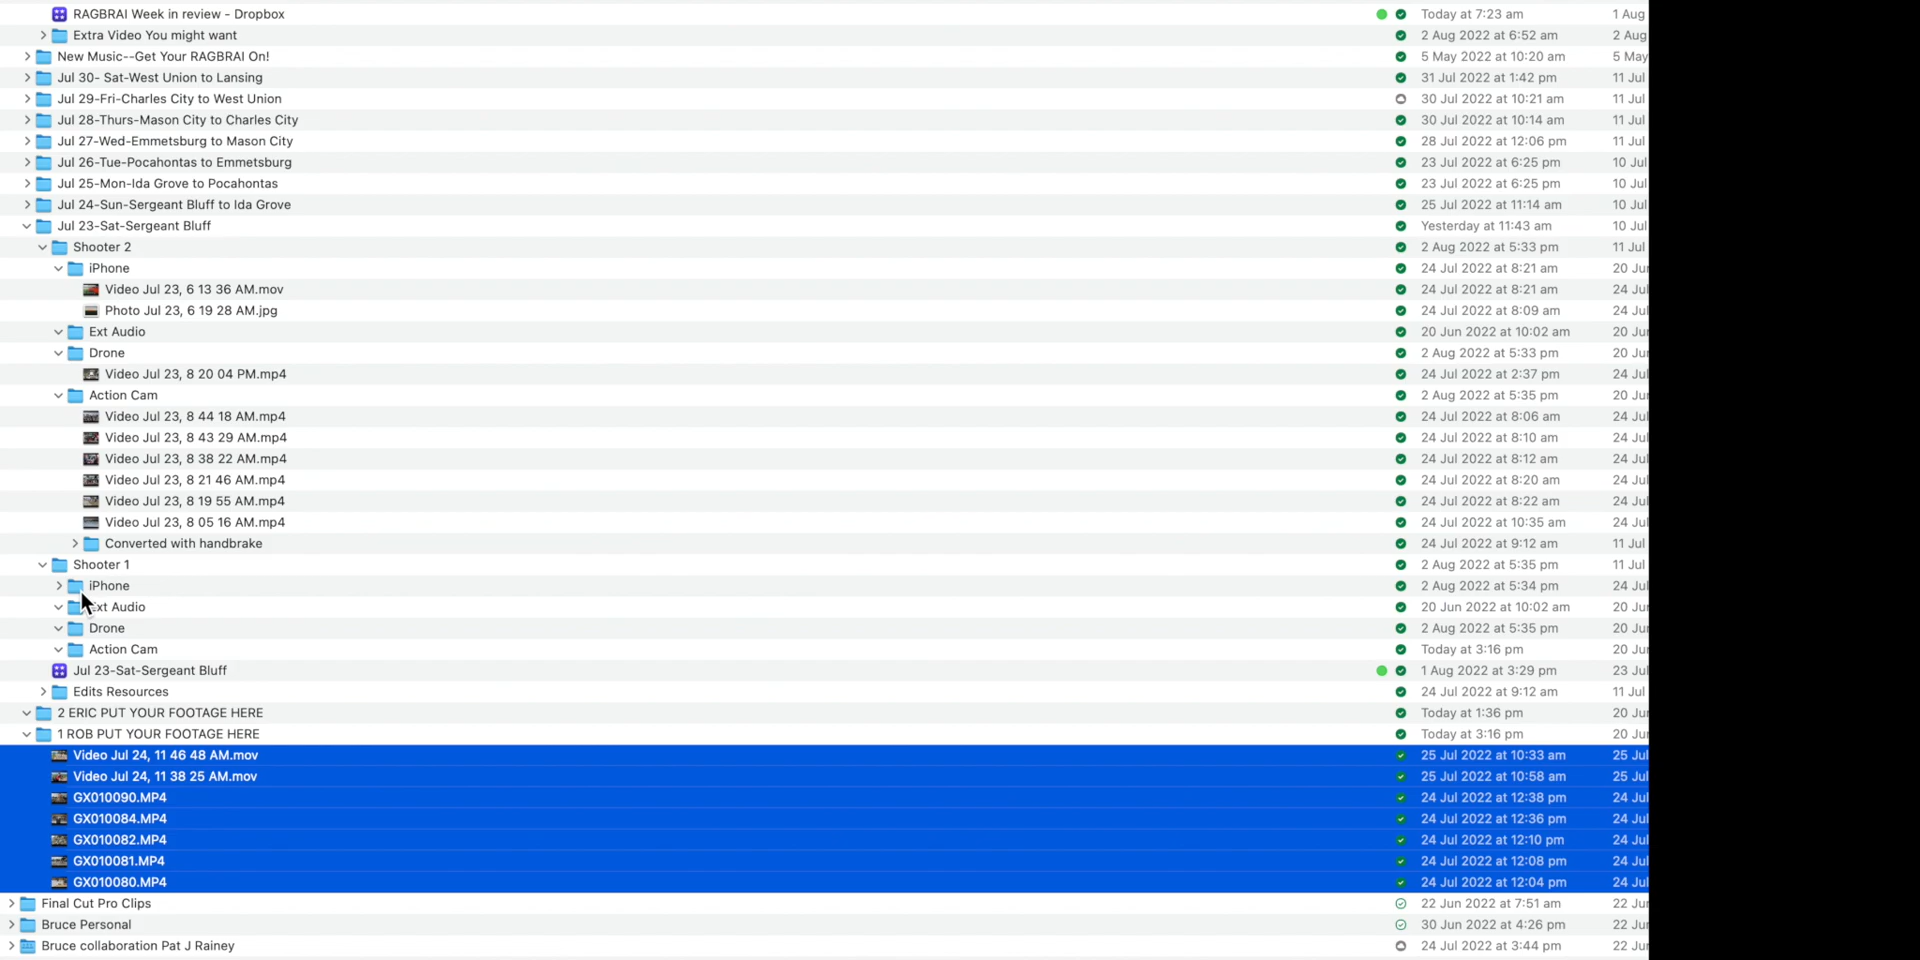 RAGBRAI Week in review - Dropbox Today at 7:23 am 1 Aug
Extra Video You might want 2 Aug 2022 at 6:52 am 2 Aug
New Music--Get Your RAGBRAI On! 5 May 2022 at 10:20 am 5 May
Jul 30- Sat-West Union to Lansing 31 Jul 2022 at 1:42 pm 11 Jul
Jul 29-Fri-Charles City to West Union 30 Jul 2022 at 10:21 am 11 Jul
Jul 28-Thurs-Mason City to Charles City 30 Jul 2022 at 10:14 am 11 Jul
Jul 27-Wed-Emmetsburg to Mason City 28 Jul 2022 at 12:06 pm 11 Jul
Jul 26-Tue-Pocahontas to Emmetsburg 23 Jul 2022 at 6:25 pm 10 Jul
Jul 25-Mon-Ida Grove to Pocahontas 23 Jul 2022 at 6:25 pm 10 Jul
Jul 24-Sun-Sergeant Bluff to Ida Grove 25 Jul 2022 at 11:14 am 10 Jul
Jul 23-Sat-Sergeant Bluff Yesterday at 11:43 am 10 Jul
Shooter 2 2 Aug 2022 at 5:33 pm 11 Jul
iPhone 24 Jul 2022 at 8:21 am 20 Jun
Video Jul 23, 6 13 36 AM.mov 24 Jul 2022 at 8:21 am 24 Jul
Photo Jul 23, 6 19 28 AM.jpg 24 Jul 2022 at 8:09 am 24 Jul
Ext Audio 20 Jun 2022 at 10:02 am 20 Jun
Drone 2 Aug 2022 at 5:33 pm 20 Jun
Video Jul 23, 8 20 04 PM.mp4 24 Jul 2022 at 2:37 pm 24 Jul
Action Cam 2 Aug 2022 at 5:35 pm 20 Jun
Video Jul 23, 8 44 18 AM.mp4 24 Jul 2022 at 8:06 am 24 Jul
Video Jul 23, 8 43 29 AM.mp4 24 Jul 2022 at 8:10 am 24 Jul
Video Jul 23, 8 38 22 AM.mp4 24 Jul 2022 at 8:12 am 24 Jul
Video Jul 23, 8 21 46 AM.mp4 24 Jul 2022 at 8:20 am 24 Jul
Video Jul 23, 8 19 55 AM.mp4 24 Jul 2022 at 8:22 am 24 Jul
Video Jul 23, 8 05 16 AM.mp4 24 Jul 2022 at 10:35 am 24 Jul
Converted with handbrake 24 Jul 2022 at 9:12 am 11 Jul
Shooter 1 2 Aug 2022 at 5:35 pm 11 Jul
iPhone 2 Aug 2022 at 5:34 pm 24 Jul
Ext Audio 20 Jun 2022 at 10:02 am 20 Jun
Drone 2 Aug 2022 at 5:35 pm 20 Jun
Action Cam Today at 3:16 pm 20 Jun
Jul 23-Sat-Sergeant Bluff 1 Aug 2022 at 3:29 pm 23 Jul
Edits Resources 24 Jul 2022 at 9:12 am 11 Jul
2 ERIC PUT YOUR FOOTAGE HERE Today at 1:36 pm 20 Jun
1 ROB PUT YOUR FOOTAGE HERE Today at 3:16 pm 20 Jun
Video Jul 24, 11 46 48 AM.mov 25 Jul 2022 at 10:33 am 25 Jul
Video Jul 24, 11 38 25 AM.mov 25 Jul 2022 at 10:58 am 25 Jul
GX010090.MP4 24 Jul 2022 at 12:38 pm 24 Jul
GX010084.MP4 24 Jul 2022 at 12:36 pm 24 Jul
GX010082.MP4 24 Jul 2022 at 12:10 pm 24 Jul
GX010081.MP4 24 Jul 2022 at 12:08 pm 24 Jul
GX010080.MP4 24 Jul 2022 at 12:04 pm 24 Jul
Final Cut Pro Clips 22 Jun 2022 at 7:51 am 22 Jun
Bruce Personal 30 Jun 2022 at 4:26 pm 22 Jun
Bruce collaboration Pat J Rainey 24 Jul 2022 at 3:44 pm 22 Jun